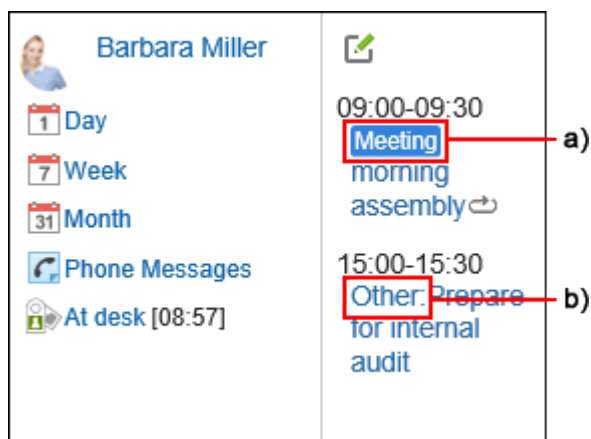 Barbara Miller
1 Day
7 Week
31 Month
Phone Messages
At desk [08:57]
09:00-09:30
Meeting
morning
assembly
15:00-15:30
Other: Prepare
for internal
audit
a)
b)